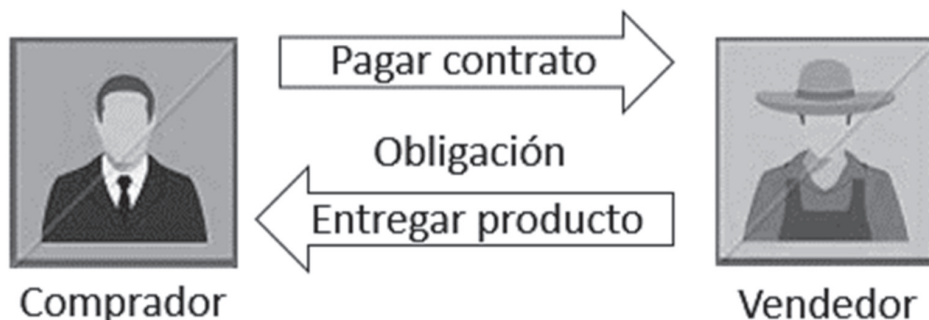 Pagar contrato
Obligación
Entregar producto
Comprador
Vendedor